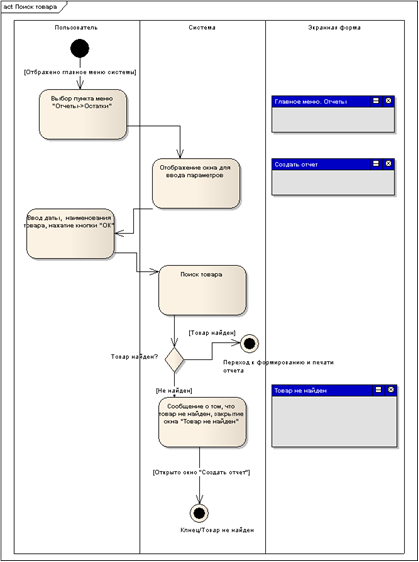 act Поиск товара
Пользователь
Система
Экранная форма
[Отбражено главное меню системы]
Выбор пункта меню
"Отчеты->Остатки"
Главное меню. Отчеты
Отображение окна для
ввода параметров
Создать отчет
Ввод даты, наименования
товара, нажатие кнопки "ОК"
Поиск товара
[Товар найден]
Товар найден?
Переход к формированию и печати
отчета
[Не найден]
Товар не найден
Сообщение о том, что
товар не найден, закрытие
окна "Товар не найден"
[Открыто окно "Создать отчет"]
Клнец/Товар не найден